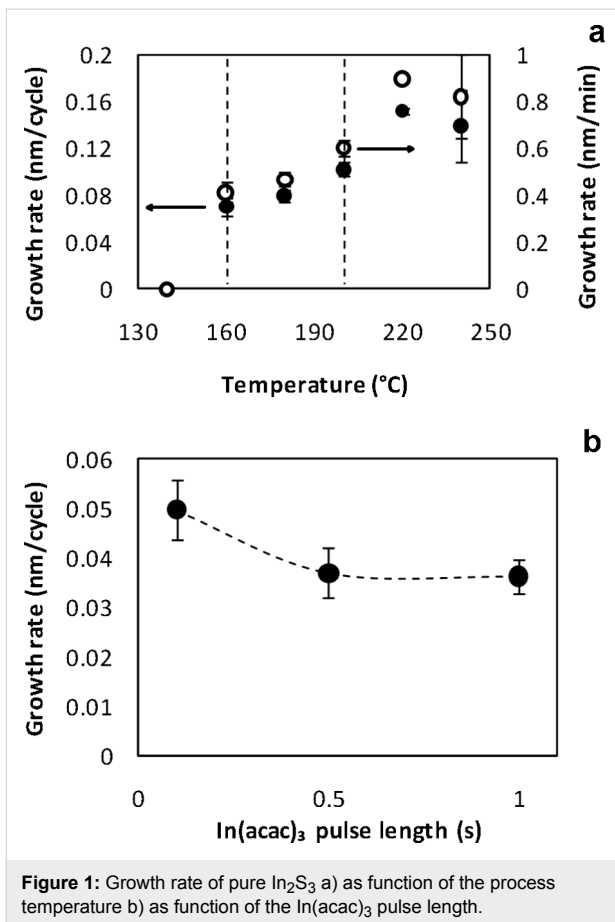 a
Growth rate (nm/cycle)
0.2
0.16
0.12
0.08
0.04
0
1
0.8
0.6
0.4
0.2
0
Growth rate (nm/min)
130 160 190 220 250
Temperature (°C)
b
Growth rate (nm/cycle)
0.06
0.05
0.04
0.03
0.02
0.01
0
0 0.5 1
In(acac)₃ pulse length (s)
Figure 1: Growth rate of pure In₂S₃ a) as function of the process
temperature b) as function of the In(acac)₃ pulse length.